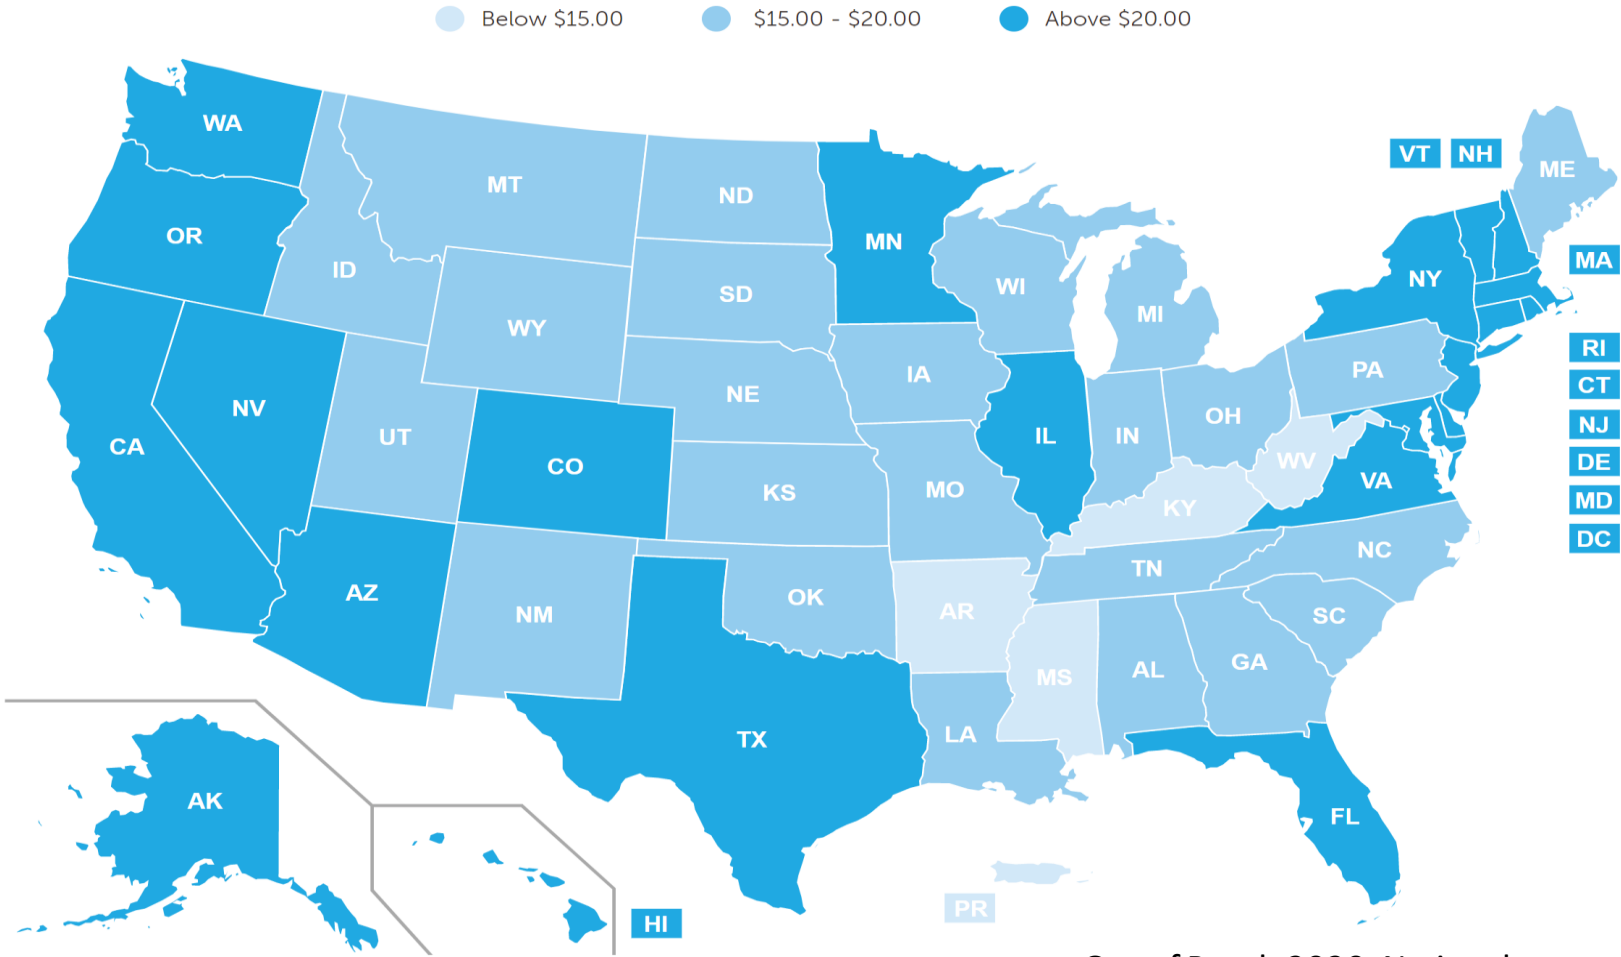 Below $15.00
$15.00 - $20.00
Above $20.00
WA
MT
ND
MN
VT
NH
ME
OR
ID
SD
WI
MI
NY
MA
WY
NV
UT
NE
IA
PA
RI
CT
CA
CO
KS
MO
IL
IN
OH
WV
VA
NJ
DE
MD
DC
KY
AZ
NM
OK
AR
TN
NC
SC
TX
LA
MS
AL
GA
AK
FL
PR
HI